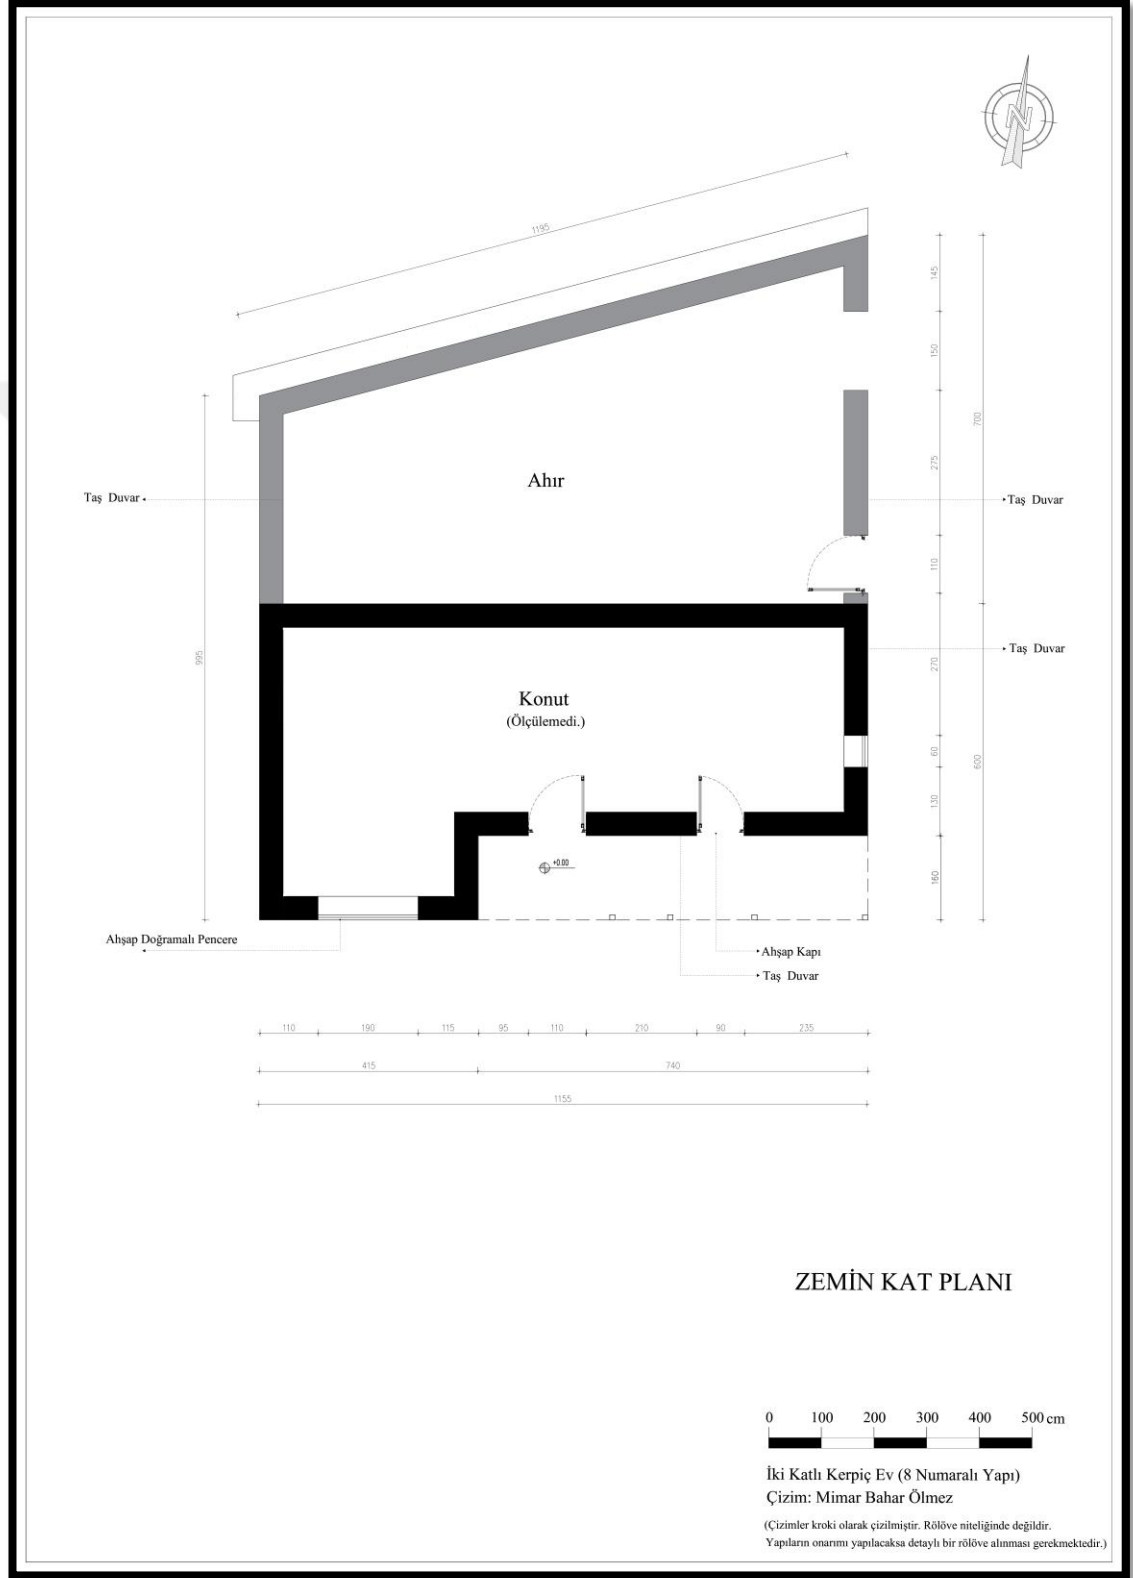 N
1195
145
150
700
Ahır
275
Taş Duvar
Taş Duvar
110
Taş Duvar
995
270
Konut
(Ölçülemedi.)
60
600
130
+0.00
160
Ahşap Doğramalı Pencere
Ahşap Kapı
Taş Duvar
110 190 115 95 110 210 90 235
415 740
1155
ZEMİN KAT PLANI
0 100 200 300 400 500 cm
İki Katlı Kerpiç Ev (8 Numaralı Yapı)
Çizim: Mimar Bahar Ölmez
(Çizimler kroki olarak çizilmiştir. Rölöve niteliğinde değildir.
Yapıların onarımı yapılacaksa detaylı bir rölöve alınması gerekmektedir.)